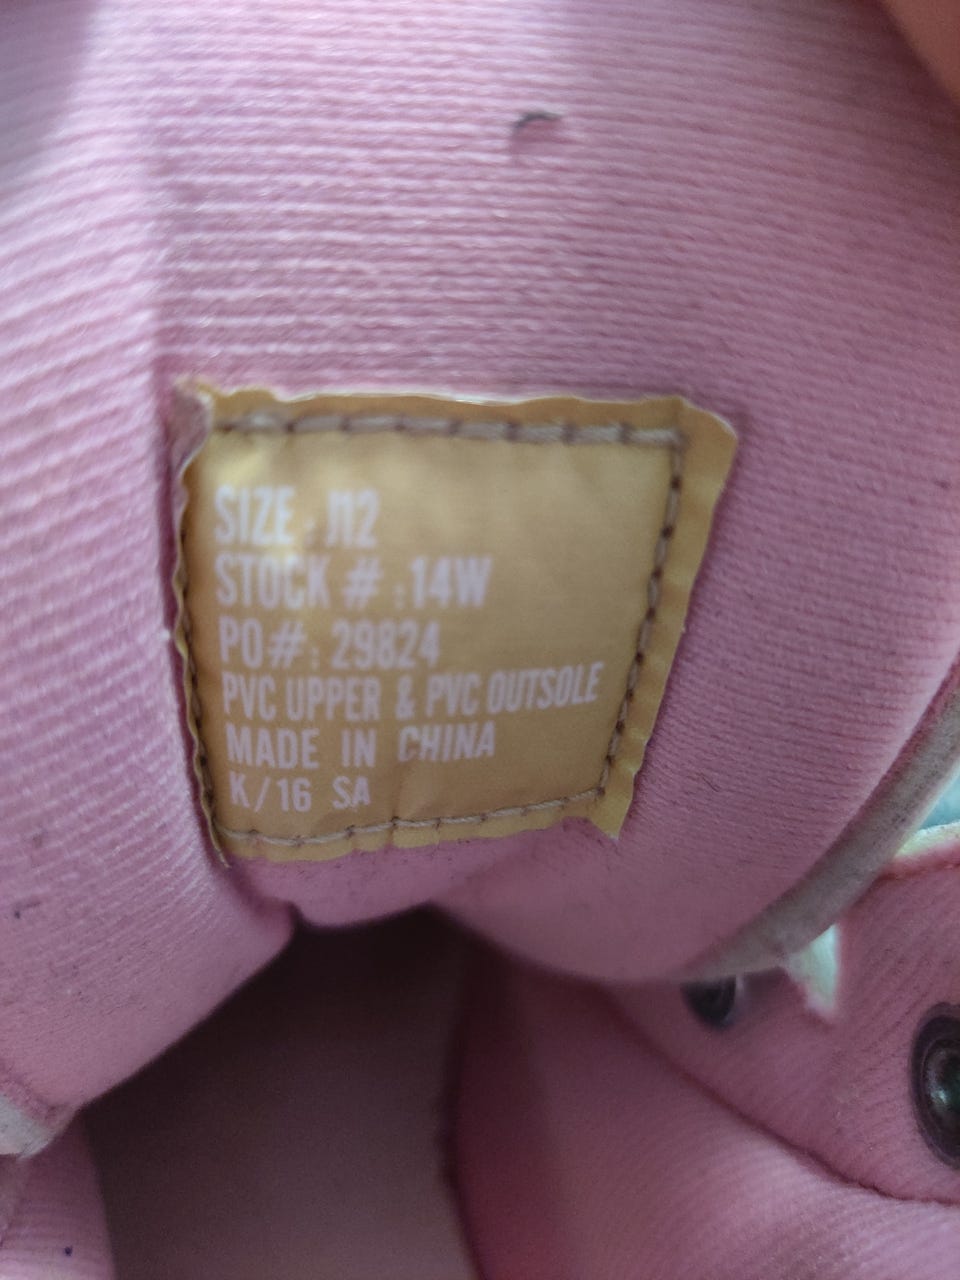 SIZE : J12
STOCK # : 14W
PO# : 29824
PVC UPPER & PVC OUTSOLE
MADE IN CHINA
K/16 SA